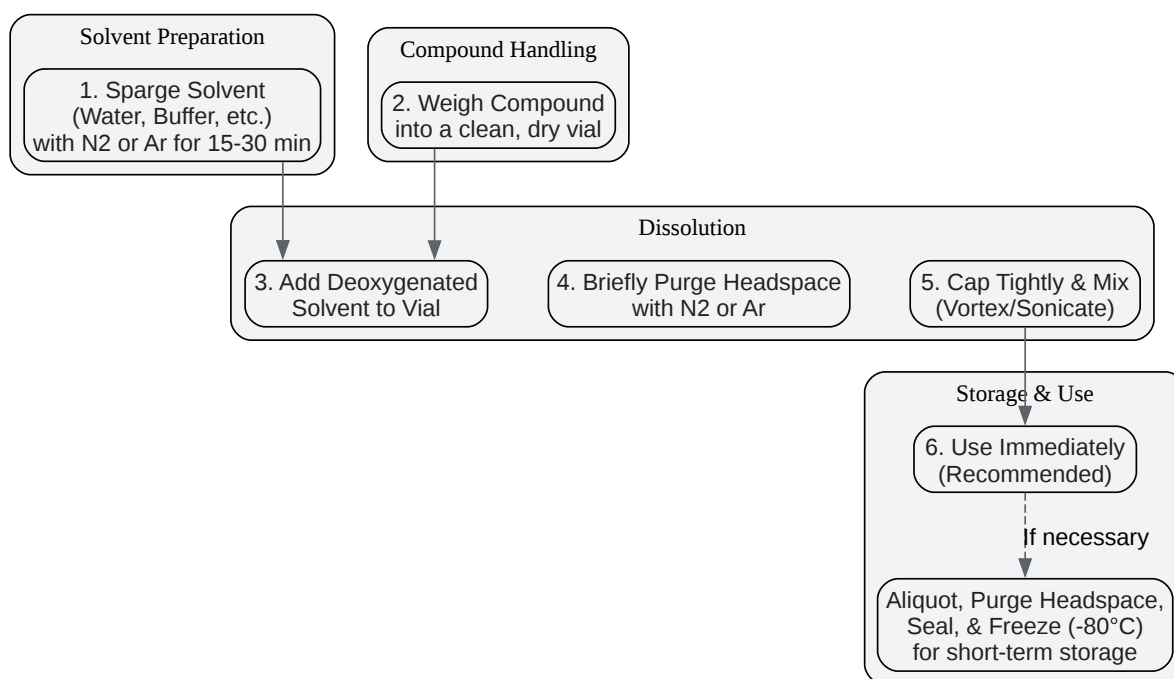 Solvent Preparation
1. Sparge Solvent
(Water, Buffer, etc.)
with N2 or Ar for 15-30 min
Compound Handling
2. Weigh Compound
into a clean, dry vial
Dissolution
3. Add Deoxygenated
Solvent to Vial
4. Briefly Purge Headspace
with N2 or Ar
5. Cap Tightly & Mix
(Vortex/Sonicate)
Storage & Use
6. Use Immediately
(Recommended)
If necessary
Aliquot, Purge Headspace,
Seal, & Freeze (-80°C)
for short-term storage